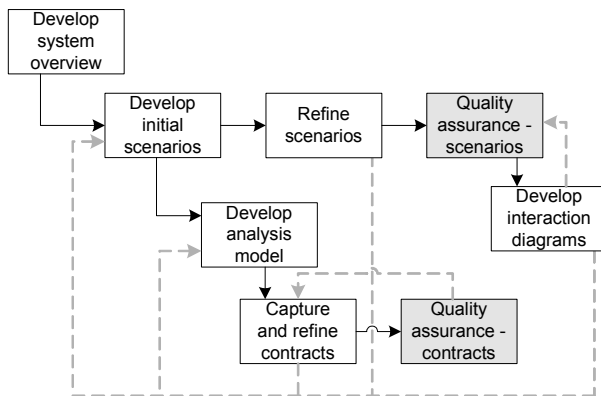 Develop
system
overview
Develop
initial
scenarios
Refine
scenarios
Quality
assurance -
scenarios
Develop
interaction
diagrams
Develop
analysis
model
Capture
and refine
contracts
Quality
assurance -
contracts